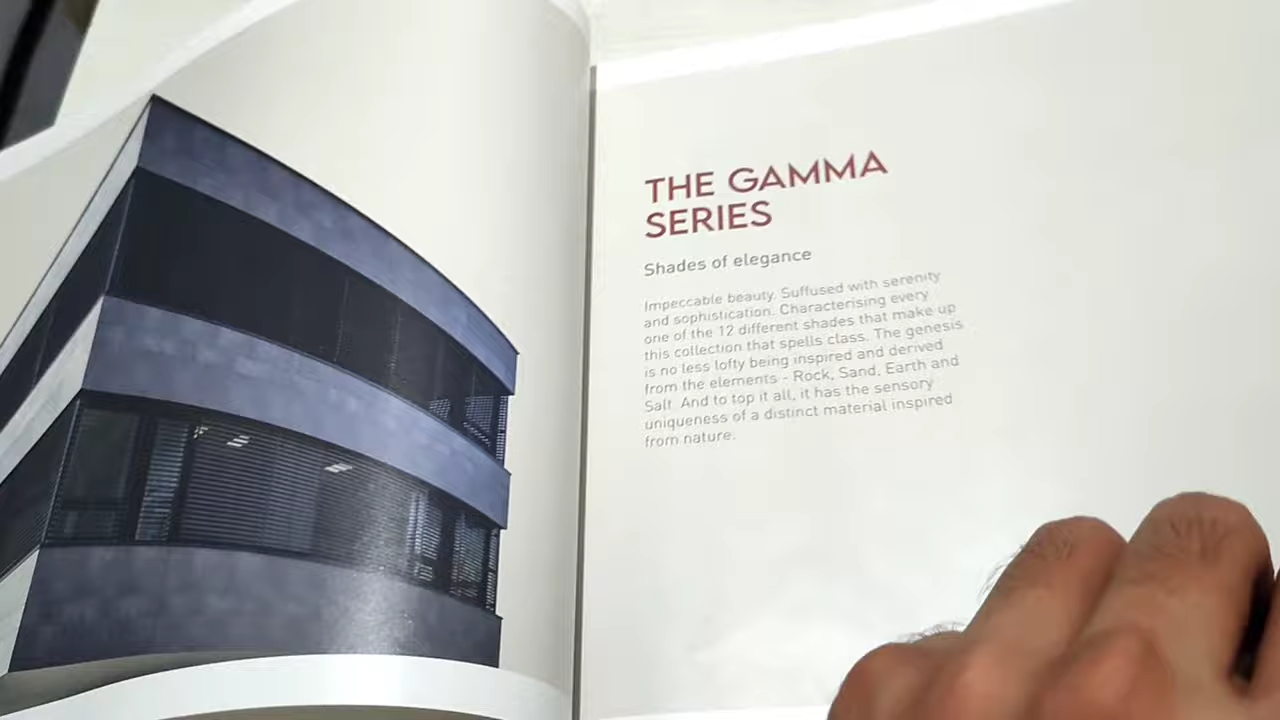 THE GAMMA
SERIES
Shades of elegance
Impeccable beauty. Suffused with serenity
and sophistication. Characterising every
one of the 12 different shades that make up
this collection that spells class. The genesis
is no less lofty being inspired and derived
from the elements - Rock, Sand, Earth and
Salt. And to top it all, it has the sensory
uniqueness of a distinct material inspired
from nature.